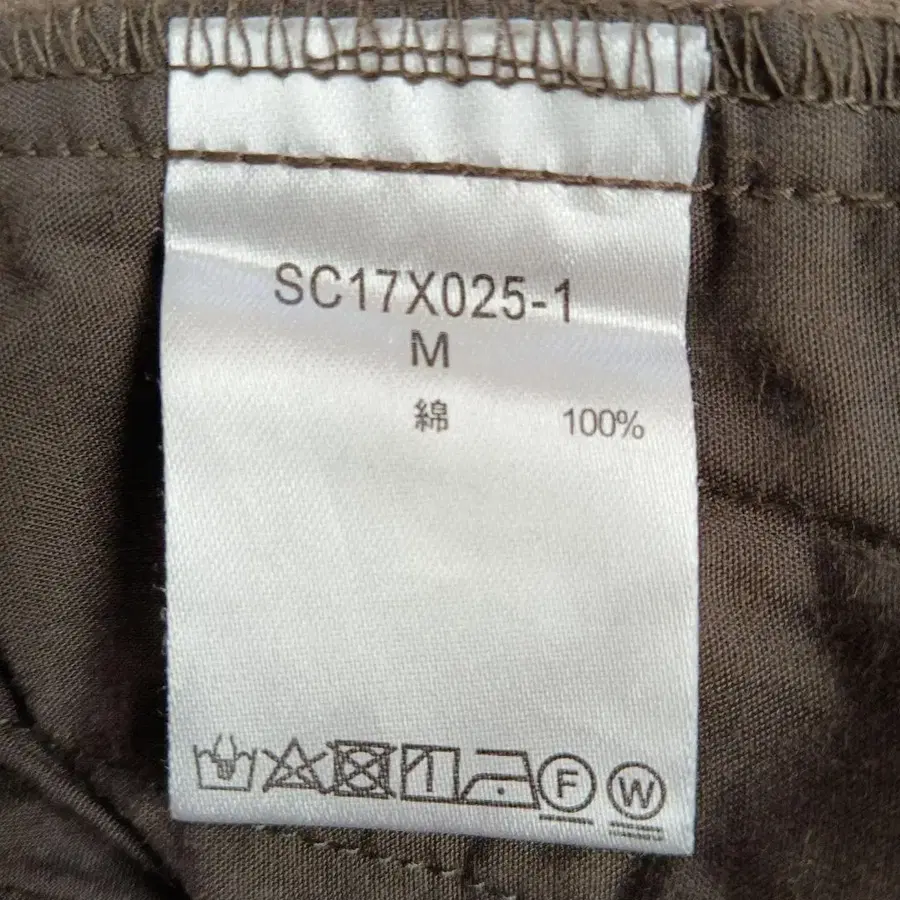 SC17X025-1
M
綿 100%
F W